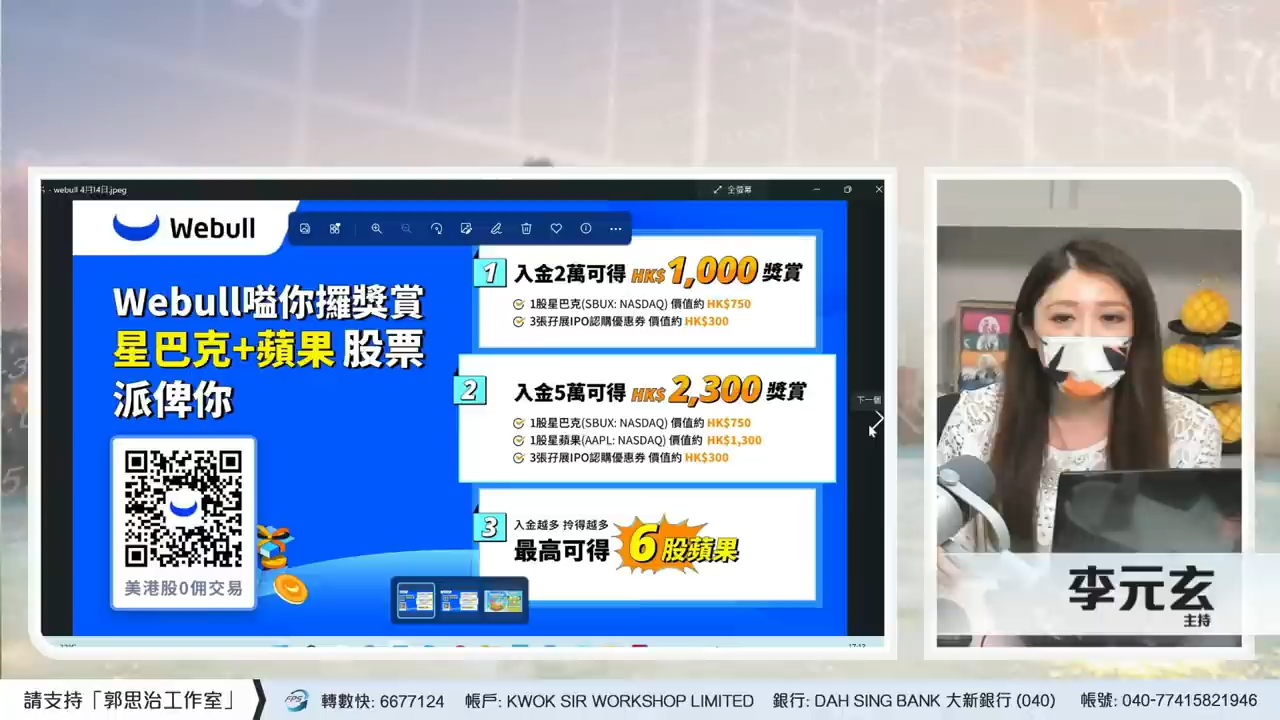 - webull 4月14日.jpeg
全螢幕
Webull
Webull嗌你攞獎賞
星巴克+蘋果 股票
派俾你
美港股0佣交易
1
入金2萬可得 HK$1,000 獎賞
1股星巴克(SBUX: NASDAQ) 價值約 HK$750
3張孖展IPO認購優惠券 價值約 HK$300
2
入金5萬可得 HK$2,300 獎賞
1股星巴克(SBUX: NASDAQ) 價值約 HK$750
1股星蘋果(AAPL: NASDAQ) 價值約 HK$1,300
3張孖展IPO認購優惠券 價值約 HK$300
3
入金越多 拎得越多
最高可得 6股蘋果
下一個
李元玄
主持
請支持「郭思治工作室」
FPS
轉數快: 6677124
帳戶: KWOK SIR WORKSHOP LIMITED
銀行: DAH SING BANK 大新銀行 (040)
帳號: 040-77415821946